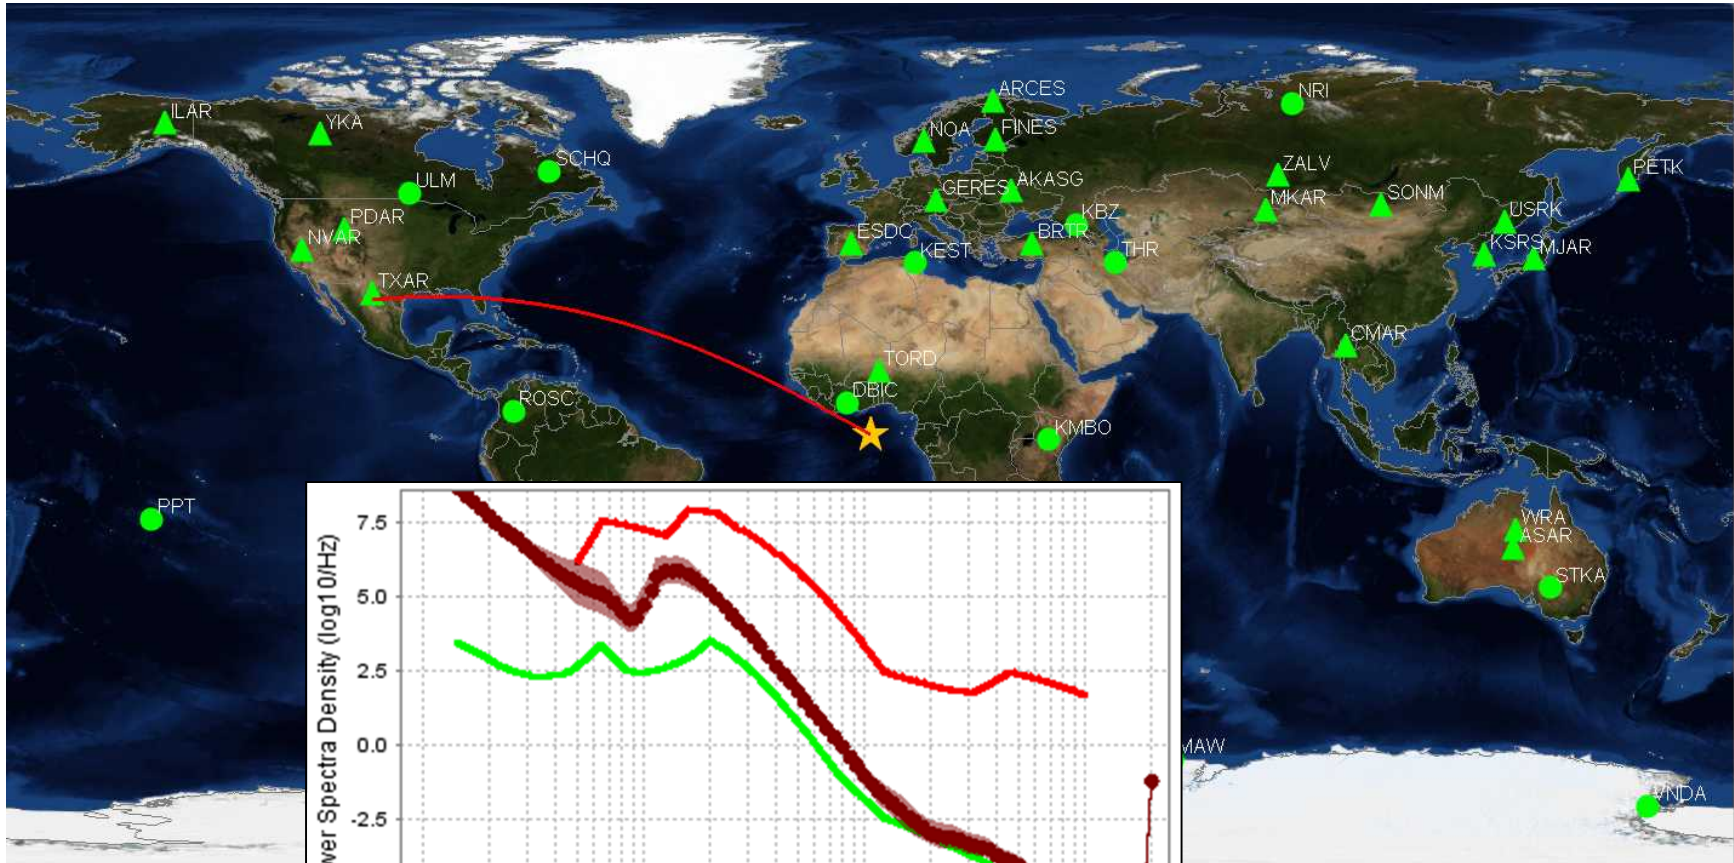 ARCES
ILAR
YKA
NRI
NOA
FINES
SCHQ
ZALV
PETK
ULM
GERES
AKASG
MKAR
SONM
PDAR
KBZ
USRK
NVAR
ESDC
BRTR
KSRS
MJAR
KEST
THR
TXAR
CMAR
TORD
DBIC
ROSC
KMBO
PPT
WRA
ASAR
STKA
MAW
VNDA
7.5
5.0
2.5
0.0
-2.5
wer Spectra Density (log10/Hz)